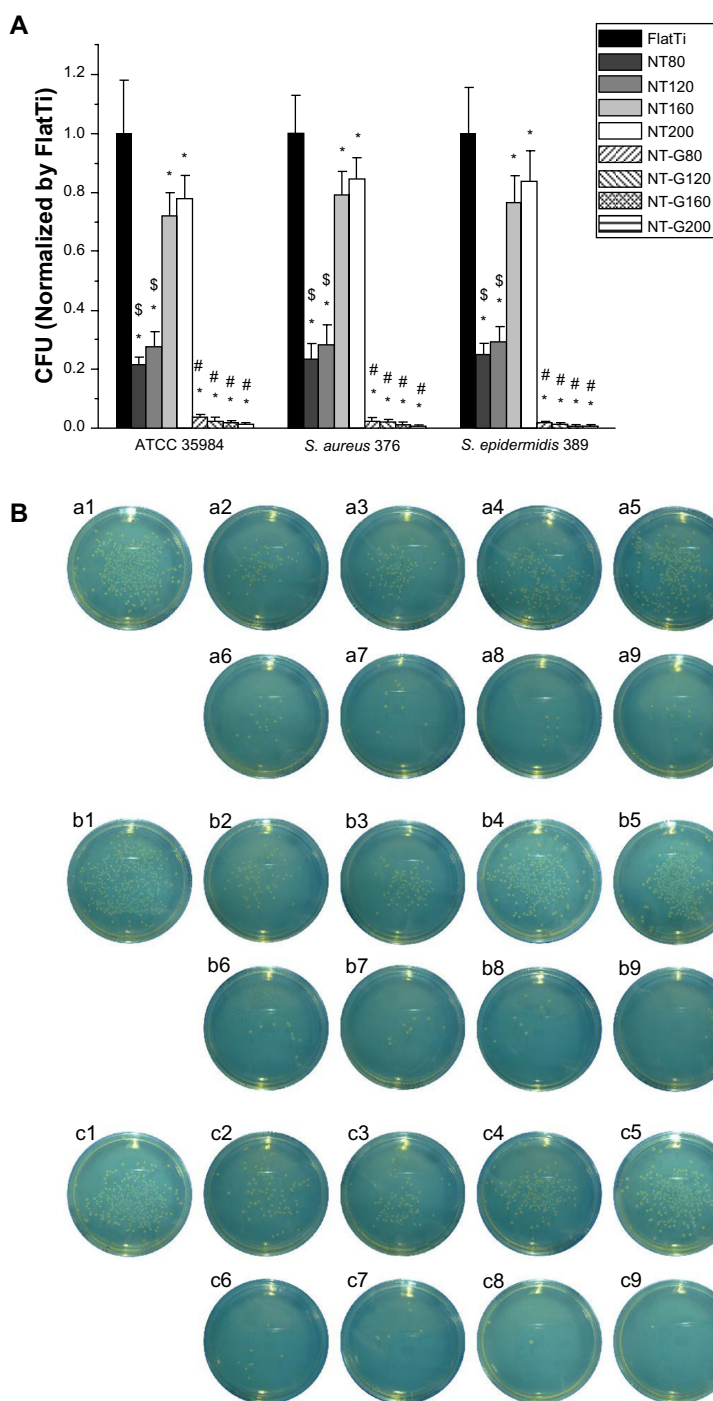 A
FlatTi
NT80
NT120
NT160
NT200
NT-G80
NT-G120
NT-G160
NT-G200
CFU (Normalized by FlatTi)
1.2
1.0
0.8
0.6
0.4
0.2
0.0
$ $ * * * * # # # # * * * *
$ $ * * * * # # # # * * * *
$ $ * * * * # # # # * * * *
ATCC 35984 S. aureus 376 S. epidermidis 389
B
a1 a2 a3 a4 a5
a6 a7 a8 a9
b1 b2 b3 b4 b5
b6 b7 b8 b9
c1 c2 c3 c4 c5
c6 c7 c8 c9